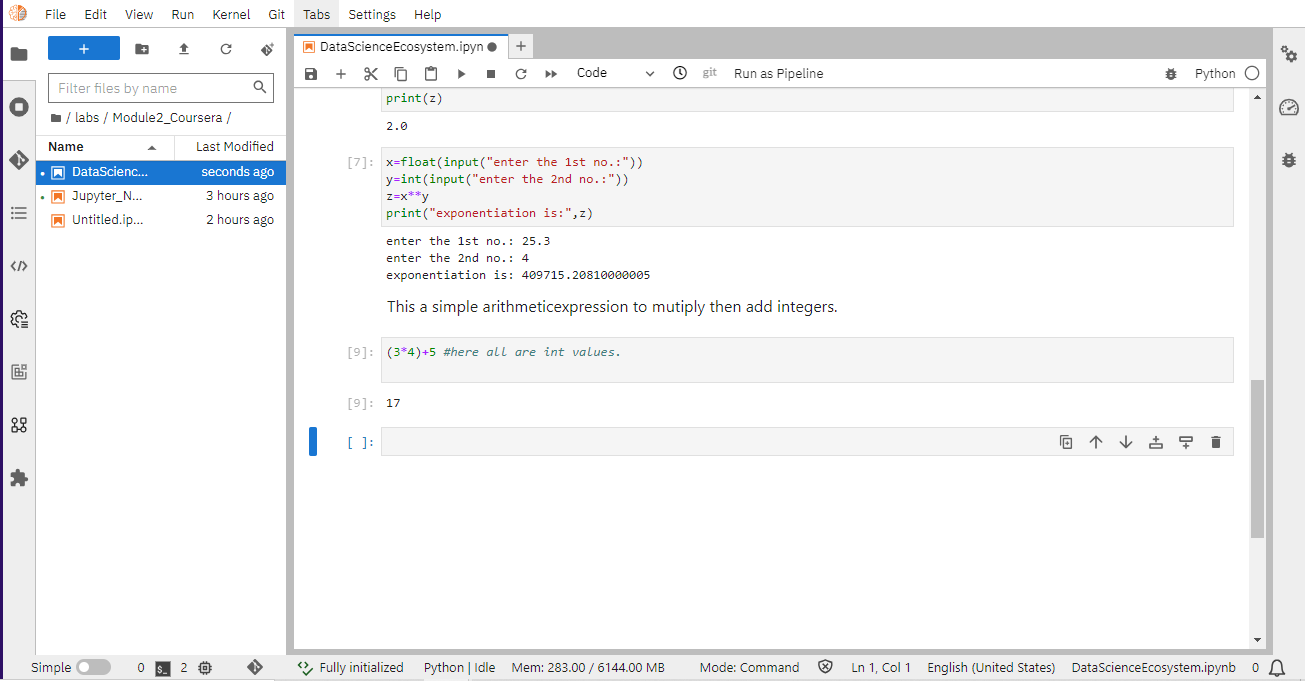 File Edit View Run Kernel Git Tabs Settings Help
+
DataScienceEcosystem.ipyn
+
Code
git
Run as Pipeline
Python
Filter files by name
/ labs / Module2_Coursera /
Name Last Modified
DataScienc... seconds ago
Jupyter_N... 3 hours ago
Untitled.ip... 2 hours ago
print(z)
2.0
[7]: x=float(input("enter the 1st no.:"))
y=int(input("enter the 2nd no.:"))
z=x**y
print("exponentiation is:",z)
enter the 1st no.: 25.3
enter the 2nd no.: 4
exponentiation is: 409715.20810000005
This a simple arithmeticexpression to mutiply then add integers.
[9]: (3*4)+5 #here all are int values.
[9]: 17
[ ]:
Simple 0 $_ 2 Fully initialized Python | Idle Mem: 283.00 / 6144.00 MB Mode: Command Ln 1, Col 1 English (United States) DataScienceEcosystem.ipynb 0